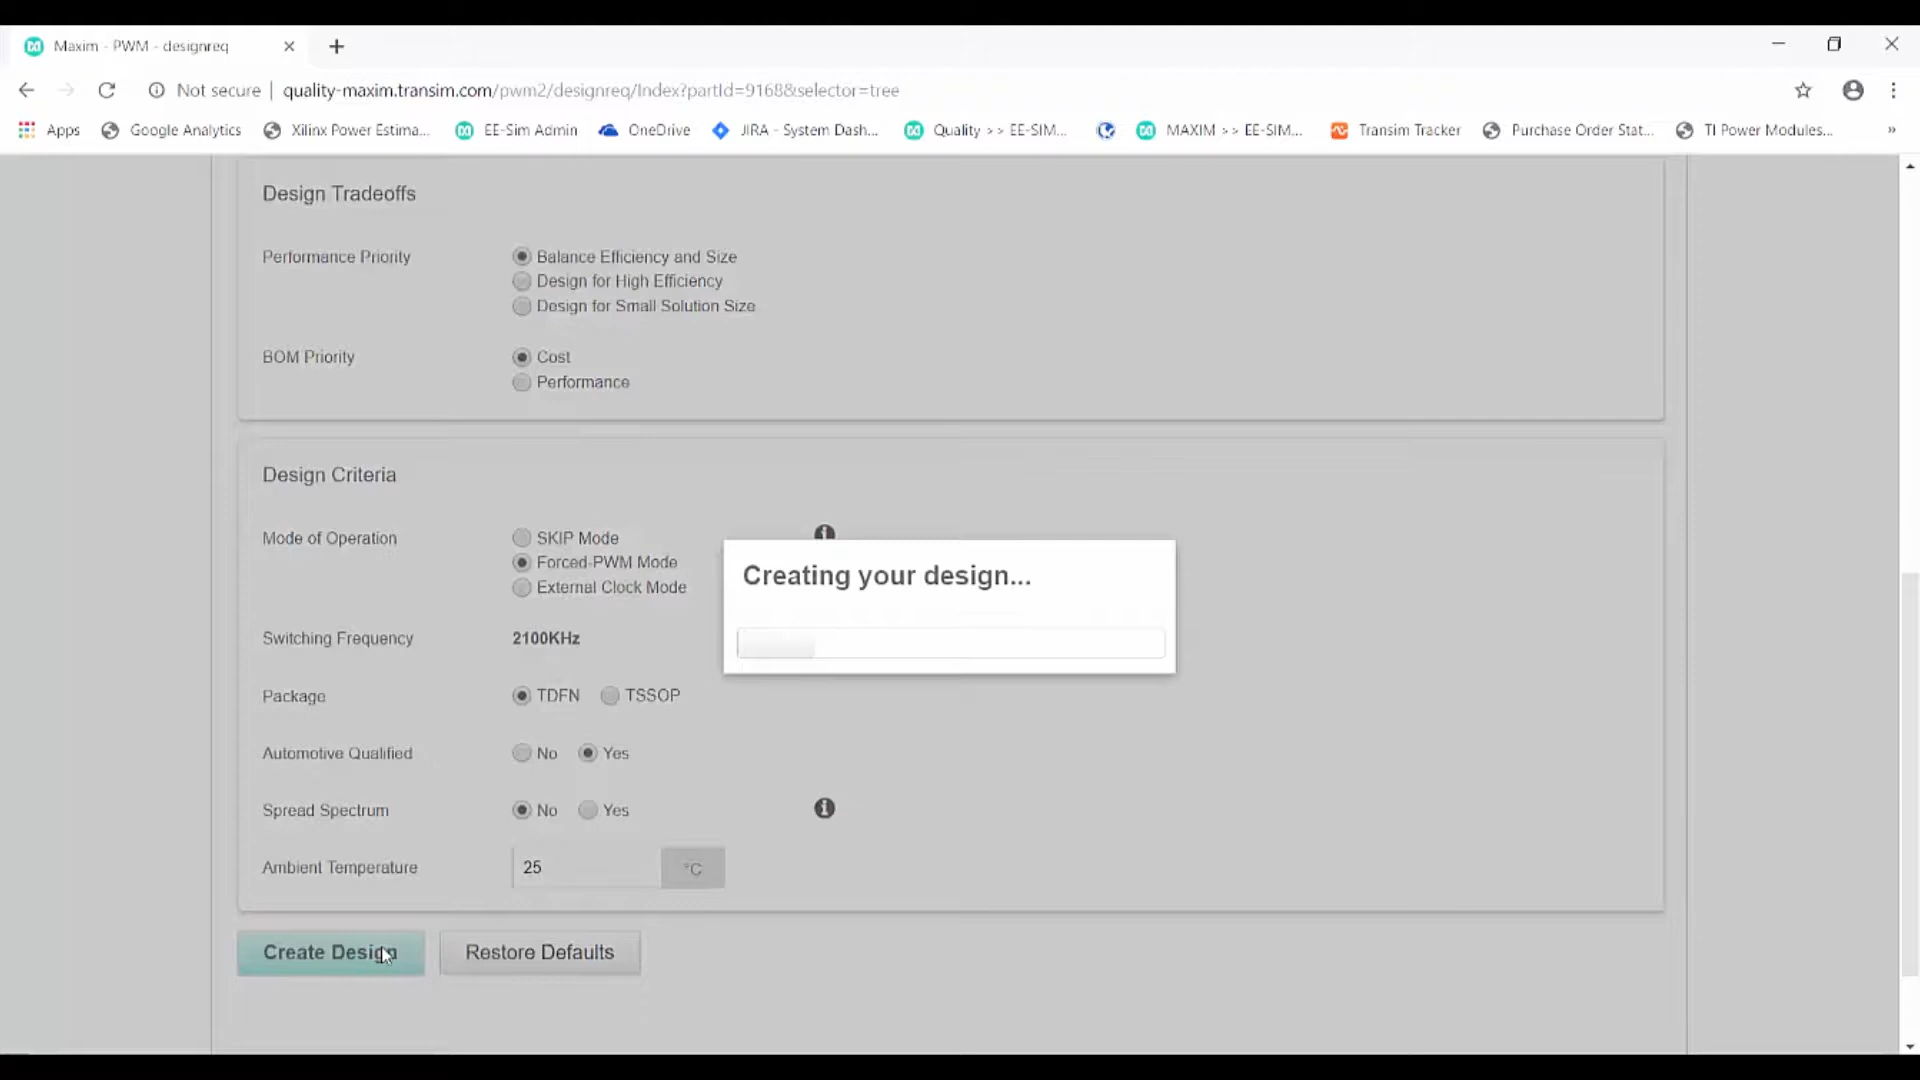 Maxim - PWM - designreq
Not secure | quality-maxim.transim.com/pwm2/designreq/Index?partId=9168&selector=tree
Apps Google Analytics Xilinx Power Estima... EE-Sim Admin OneDrive JIRA - System Dash... Quality >> EE-SIM... MAXIM >> EE-SIM... Transim Tracker Purchase Order Stat... TI Power Modules... »
Design Tradeoffs
Performance Priority Balance Efficiency and Size
Design for High Efficiency
Design for Small Solution Size
BOM Priority Cost
Performance
Design Criteria
Mode of Operation SKIP Mode
Forced-PWM Mode
External Clock Mode
Creating your design...
Switching Frequency 2100KHz
Package TDFN TSSOP
Automotive Qualified No Yes
Spread Spectrum No Yes
Ambient Temperature 25 °C
Create Design Restore Defaults